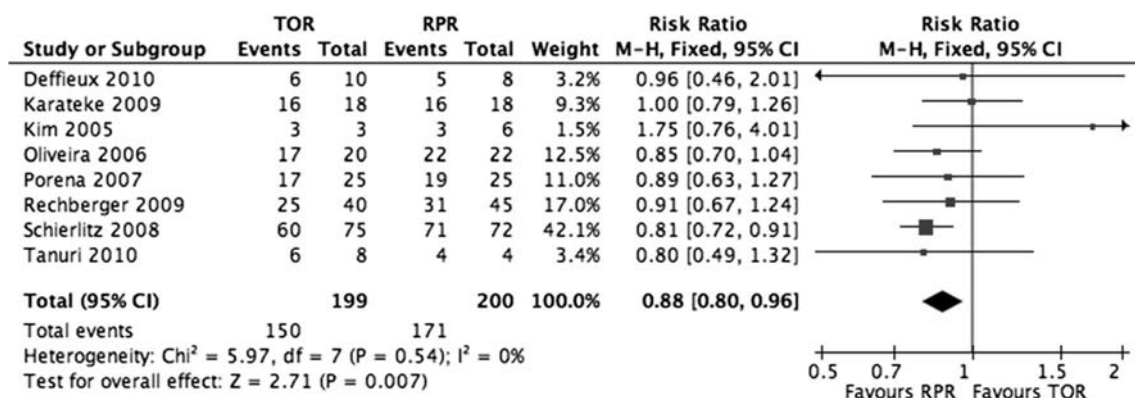 TOR RPR Risk Ratio Risk Ratio
Study or Subgroup Events Total Events Total Weight M-H, Fixed, 95% CI M-H, Fixed, 95% CI
Deffieux 2010 6 10 5 8 3.2% 0.96 [0.46, 2.01]
Karateke 2009 16 18 16 18 9.3% 1.00 [0.79, 1.26]
Kim 2005 3 3 3 6 1.5% 1.75 [0.76, 4.01]
Oliveira 2006 17 20 22 22 12.5% 0.85 [0.70, 1.04]
Porena 2007 17 25 19 25 11.0% 0.89 [0.63, 1.27]
Rechberger 2009 25 40 31 45 17.0% 0.91 [0.67, 1.24]
Schierlitz 2008 60 75 71 72 42.1% 0.81 [0.72, 0.91]
Tanuri 2010 6 8 4 4 3.4% 0.80 [0.49, 1.32]
Total (95% CI) 199 200 100.0% 0.88 [0.80, 0.96]
Total events 150 171
Heterogeneity: Chi² = 5.97, df = 7 (P = 0.54); I² = 0%
Test for overall effect: Z = 2.71 (P = 0.007)
0.5 0.7 1 1.5 2
Favours RPR Favours TOR